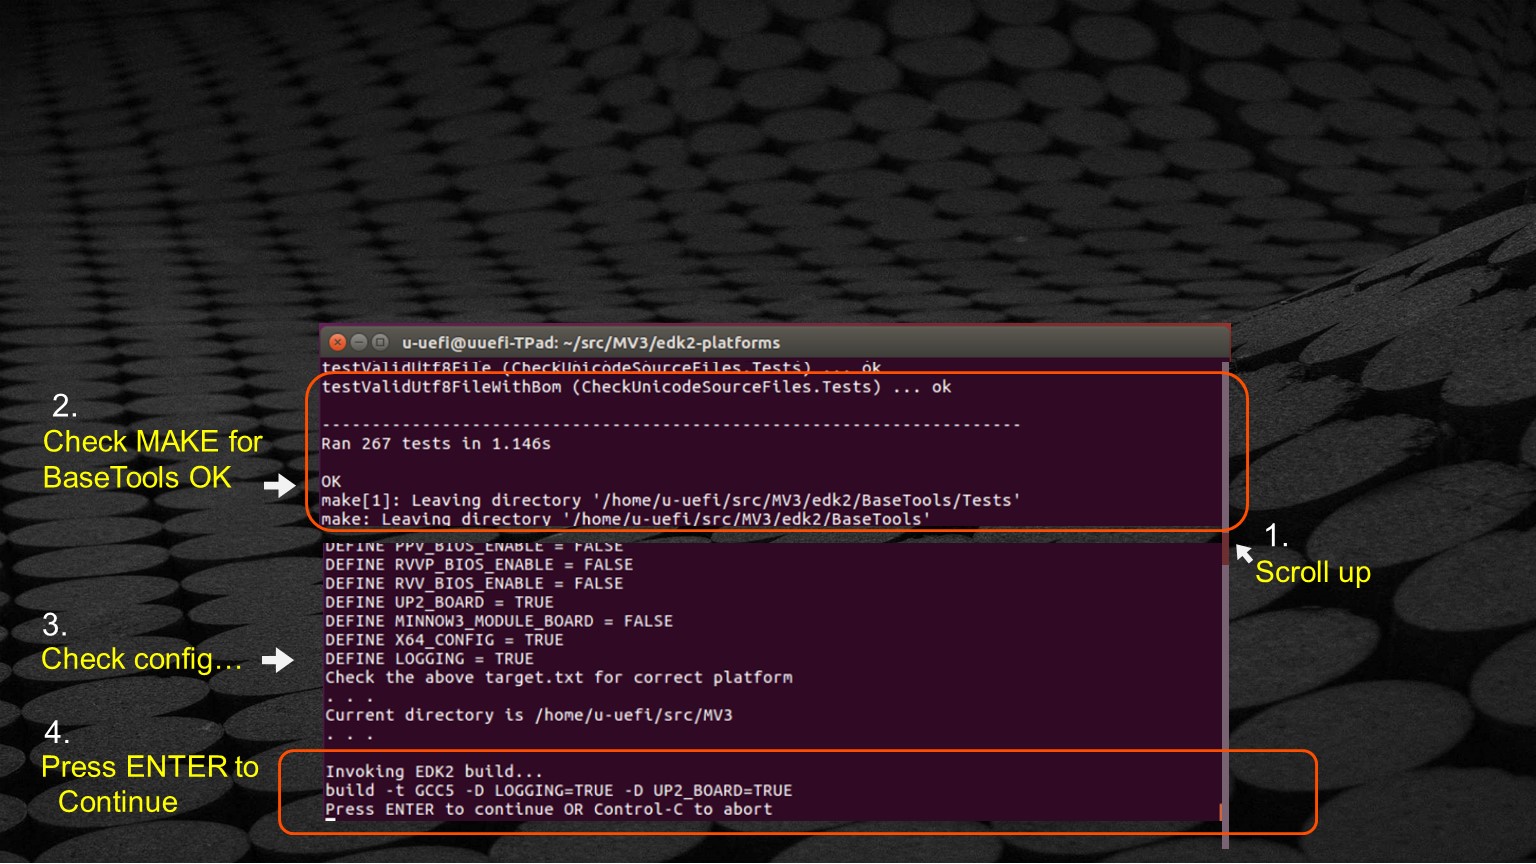 u-uefi@uuefi-TPad: ~/src/MV3/edk2-platforms
testValidUtf8File (CheckUnicodeSourceFiles.Tests) ... ok
testValidUtf8FileWithBom (CheckUnicodeSourceFiles.Tests) ... ok
----------------------------------------------------------------------
Ran 267 tests in 1.146s
OK
make[1]: Leaving directory '/home/u-uefi/src/MV3/edk2/BaseTools/Tests'
make: Leaving directory '/home/u-uefi/src/MV3/edk2/BaseTools'
DEFINE PPV_BIOS_ENABLE = FALSE
DEFINE RVVP_BIOS_ENABLE = FALSE
DEFINE RVV_BIOS_ENABLE = FALSE
DEFINE UP2_BOARD = TRUE
DEFINE MINNOW3_MODULE_BOARD = FALSE
DEFINE X64_CONFIG = TRUE
DEFINE LOGGING = TRUE
Check the above target.txt for correct platform
. . .
Current directory is /home/u-uefi/src/MV3
. . .
Invoking EDK2 build...
build -t GCC5 -D LOGGING=TRUE -D UP2_BOARD=TRUE
Press ENTER to continue OR Control-C to abort
1.
Scroll up
2.
Check MAKE for
BaseTools OK
3.
Check config…
4.
Press ENTER to
Continue